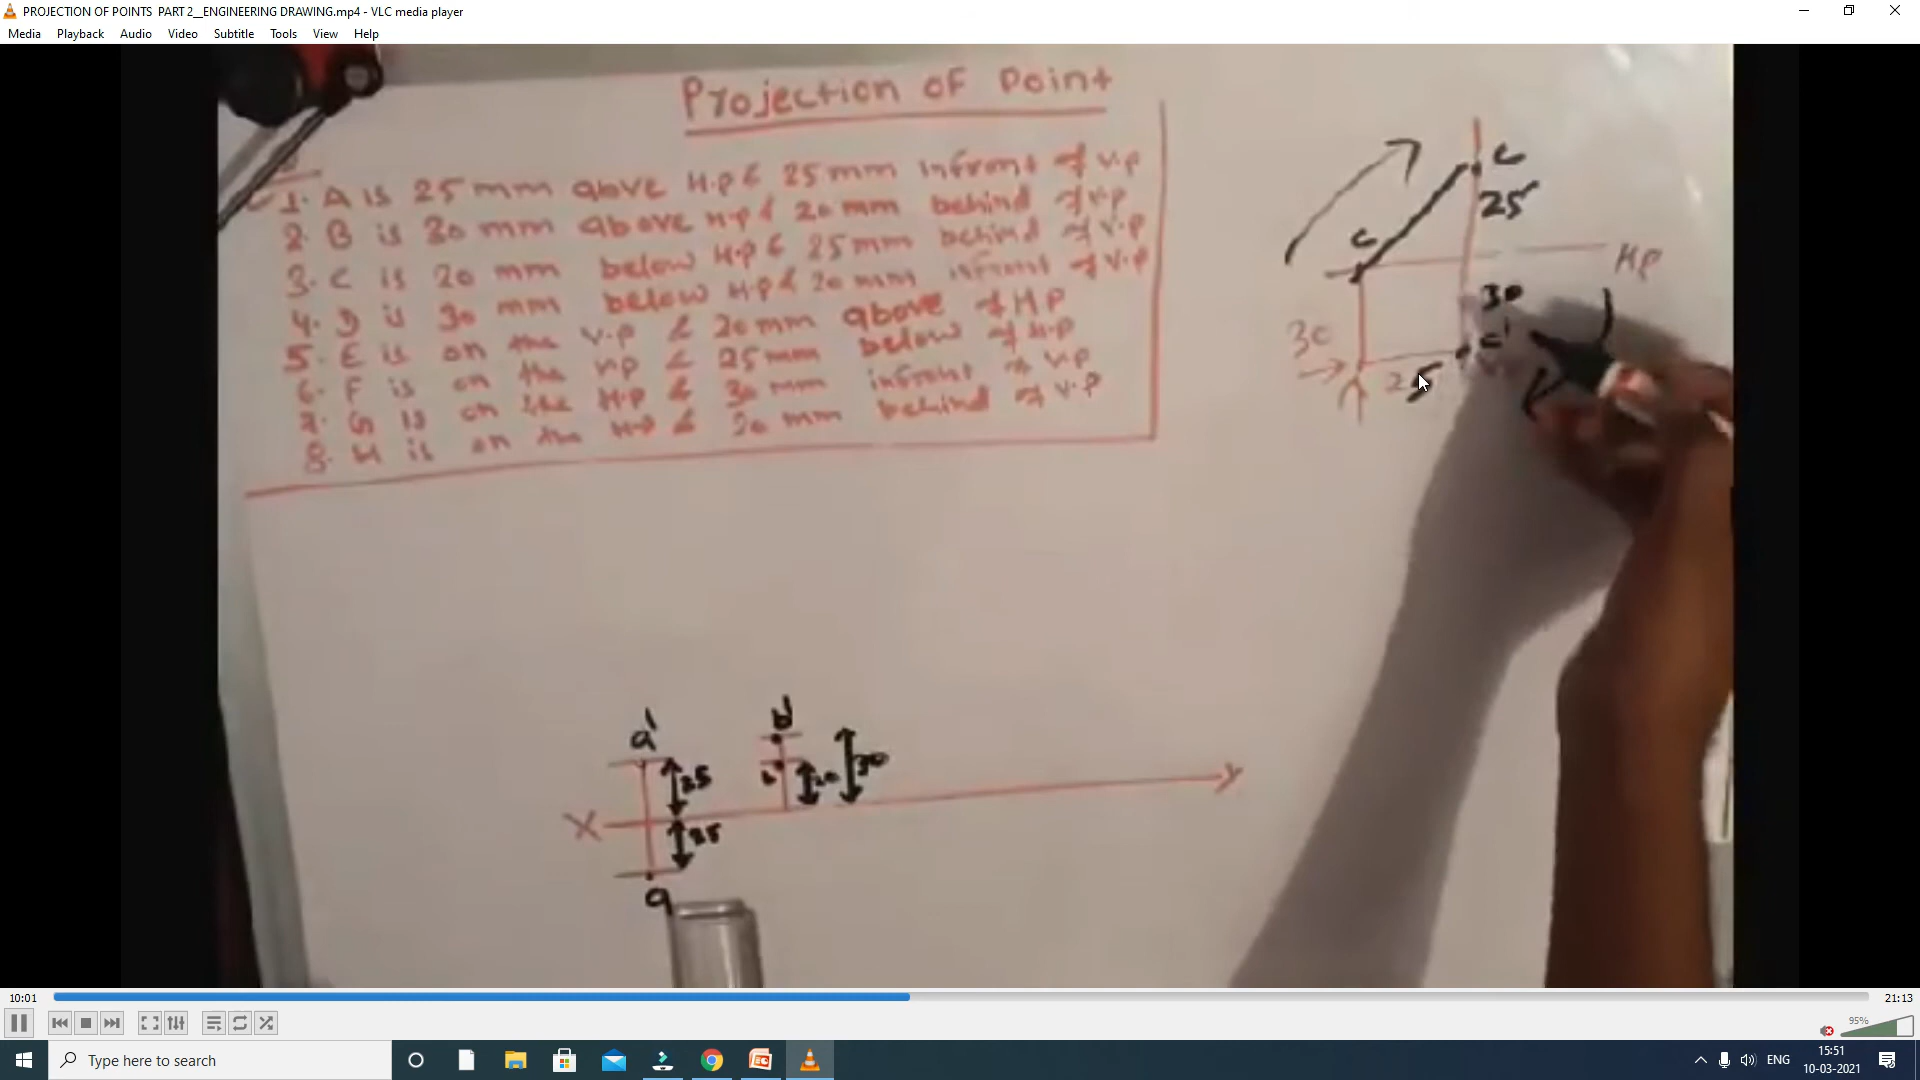 PROJECTION OF POINTS PART 2__ENGINEERING DRAWING.mp4 - VLC media player
Media Playback Audio Video Subtitle Tools View Help
Projection OF Point
1. A is 25 mm above H.P & 25 mm infront of V.P
2. B is 30 mm above H.P & 20 mm behind of V.P
3. C is 20 mm below H.P & 25 mm behind of V.P
4. D is 30 mm below H.P & 20 mm infront of V.P
5. E is on the V.P & 20 mm above of HP
6. F is on the VP & 25 mm below of H.P
7. G is on the H.P & 30 mm infront of VP
8. H is on the H.P & 20 mm behind of V.P
c
25
c
HP
30
30
c'
25
a'
b'
25
b
20
30
X
Y
25
a
10:01
21:13
95%
Type here to search
ENG
15:51
10-03-2021